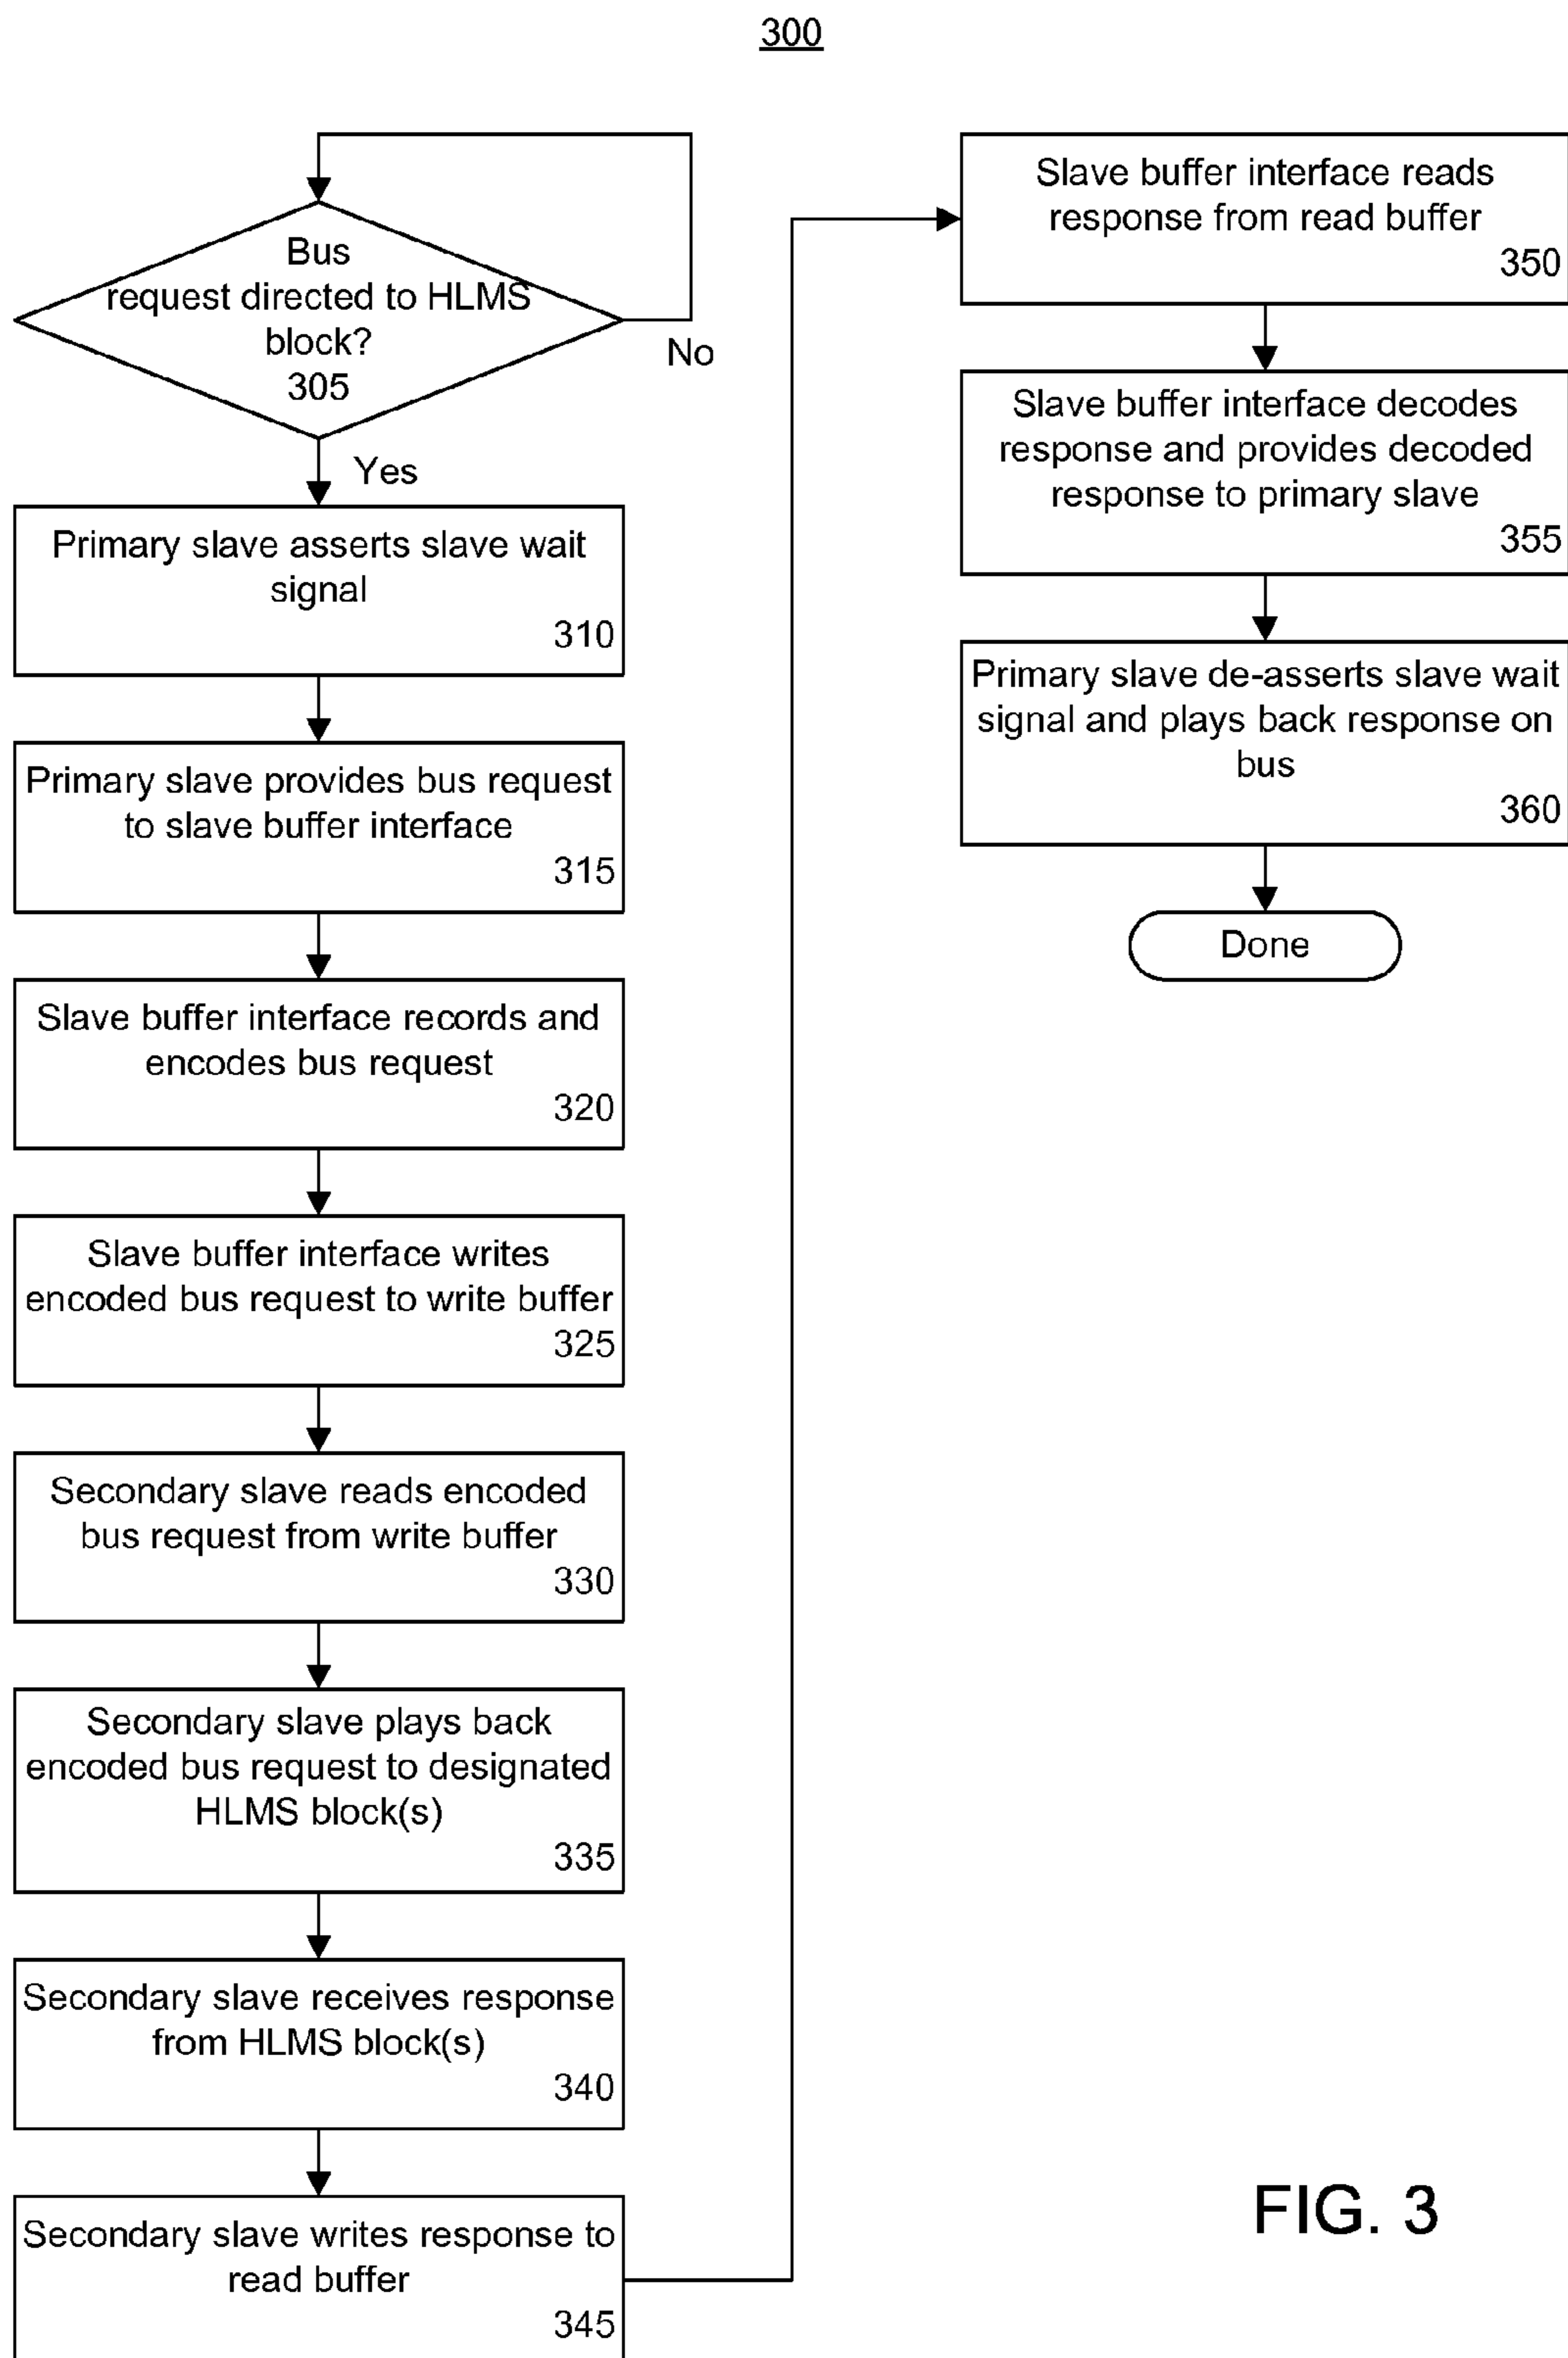 300
Bus
request directed to HLMS
block?
305
No
Yes
Primary slave asserts slave wait
signal
310
Primary slave provides bus request
to slave buffer interface
315
Slave buffer interface records and
encodes bus request
320
Slave buffer interface writes
encoded bus request to write buffer
325
Secondary slave reads encoded
bus request from write buffer
330
Secondary slave plays back
encoded bus request to designated
HLMS block(s)
335
Secondary slave receives response
from HLMS block(s)
340
Secondary slave writes response to
read buffer
345
Slave buffer interface reads
response from read buffer
350
Slave buffer interface decodes
response and provides decoded
response to primary slave
355
Primary slave de-asserts slave wait
signal and plays back response on
bus
360
Done
FIG. 3